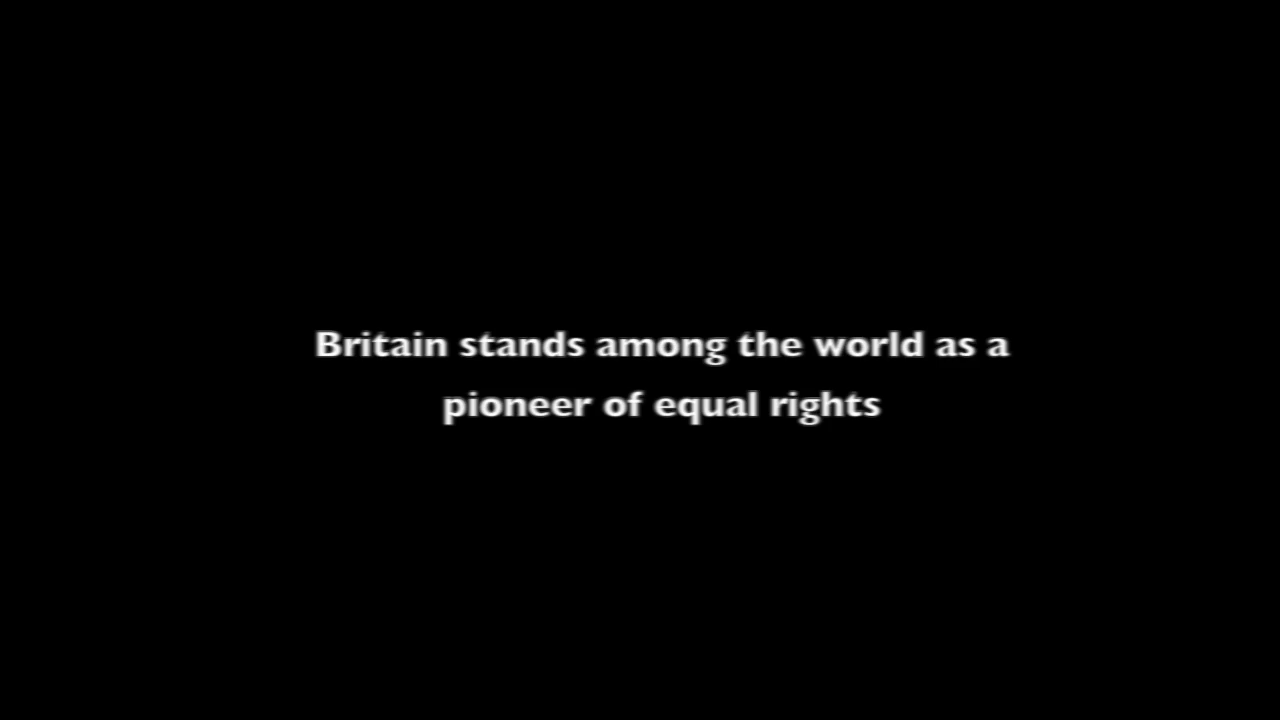 Britain stands among the world as a
pioneer of equal rights